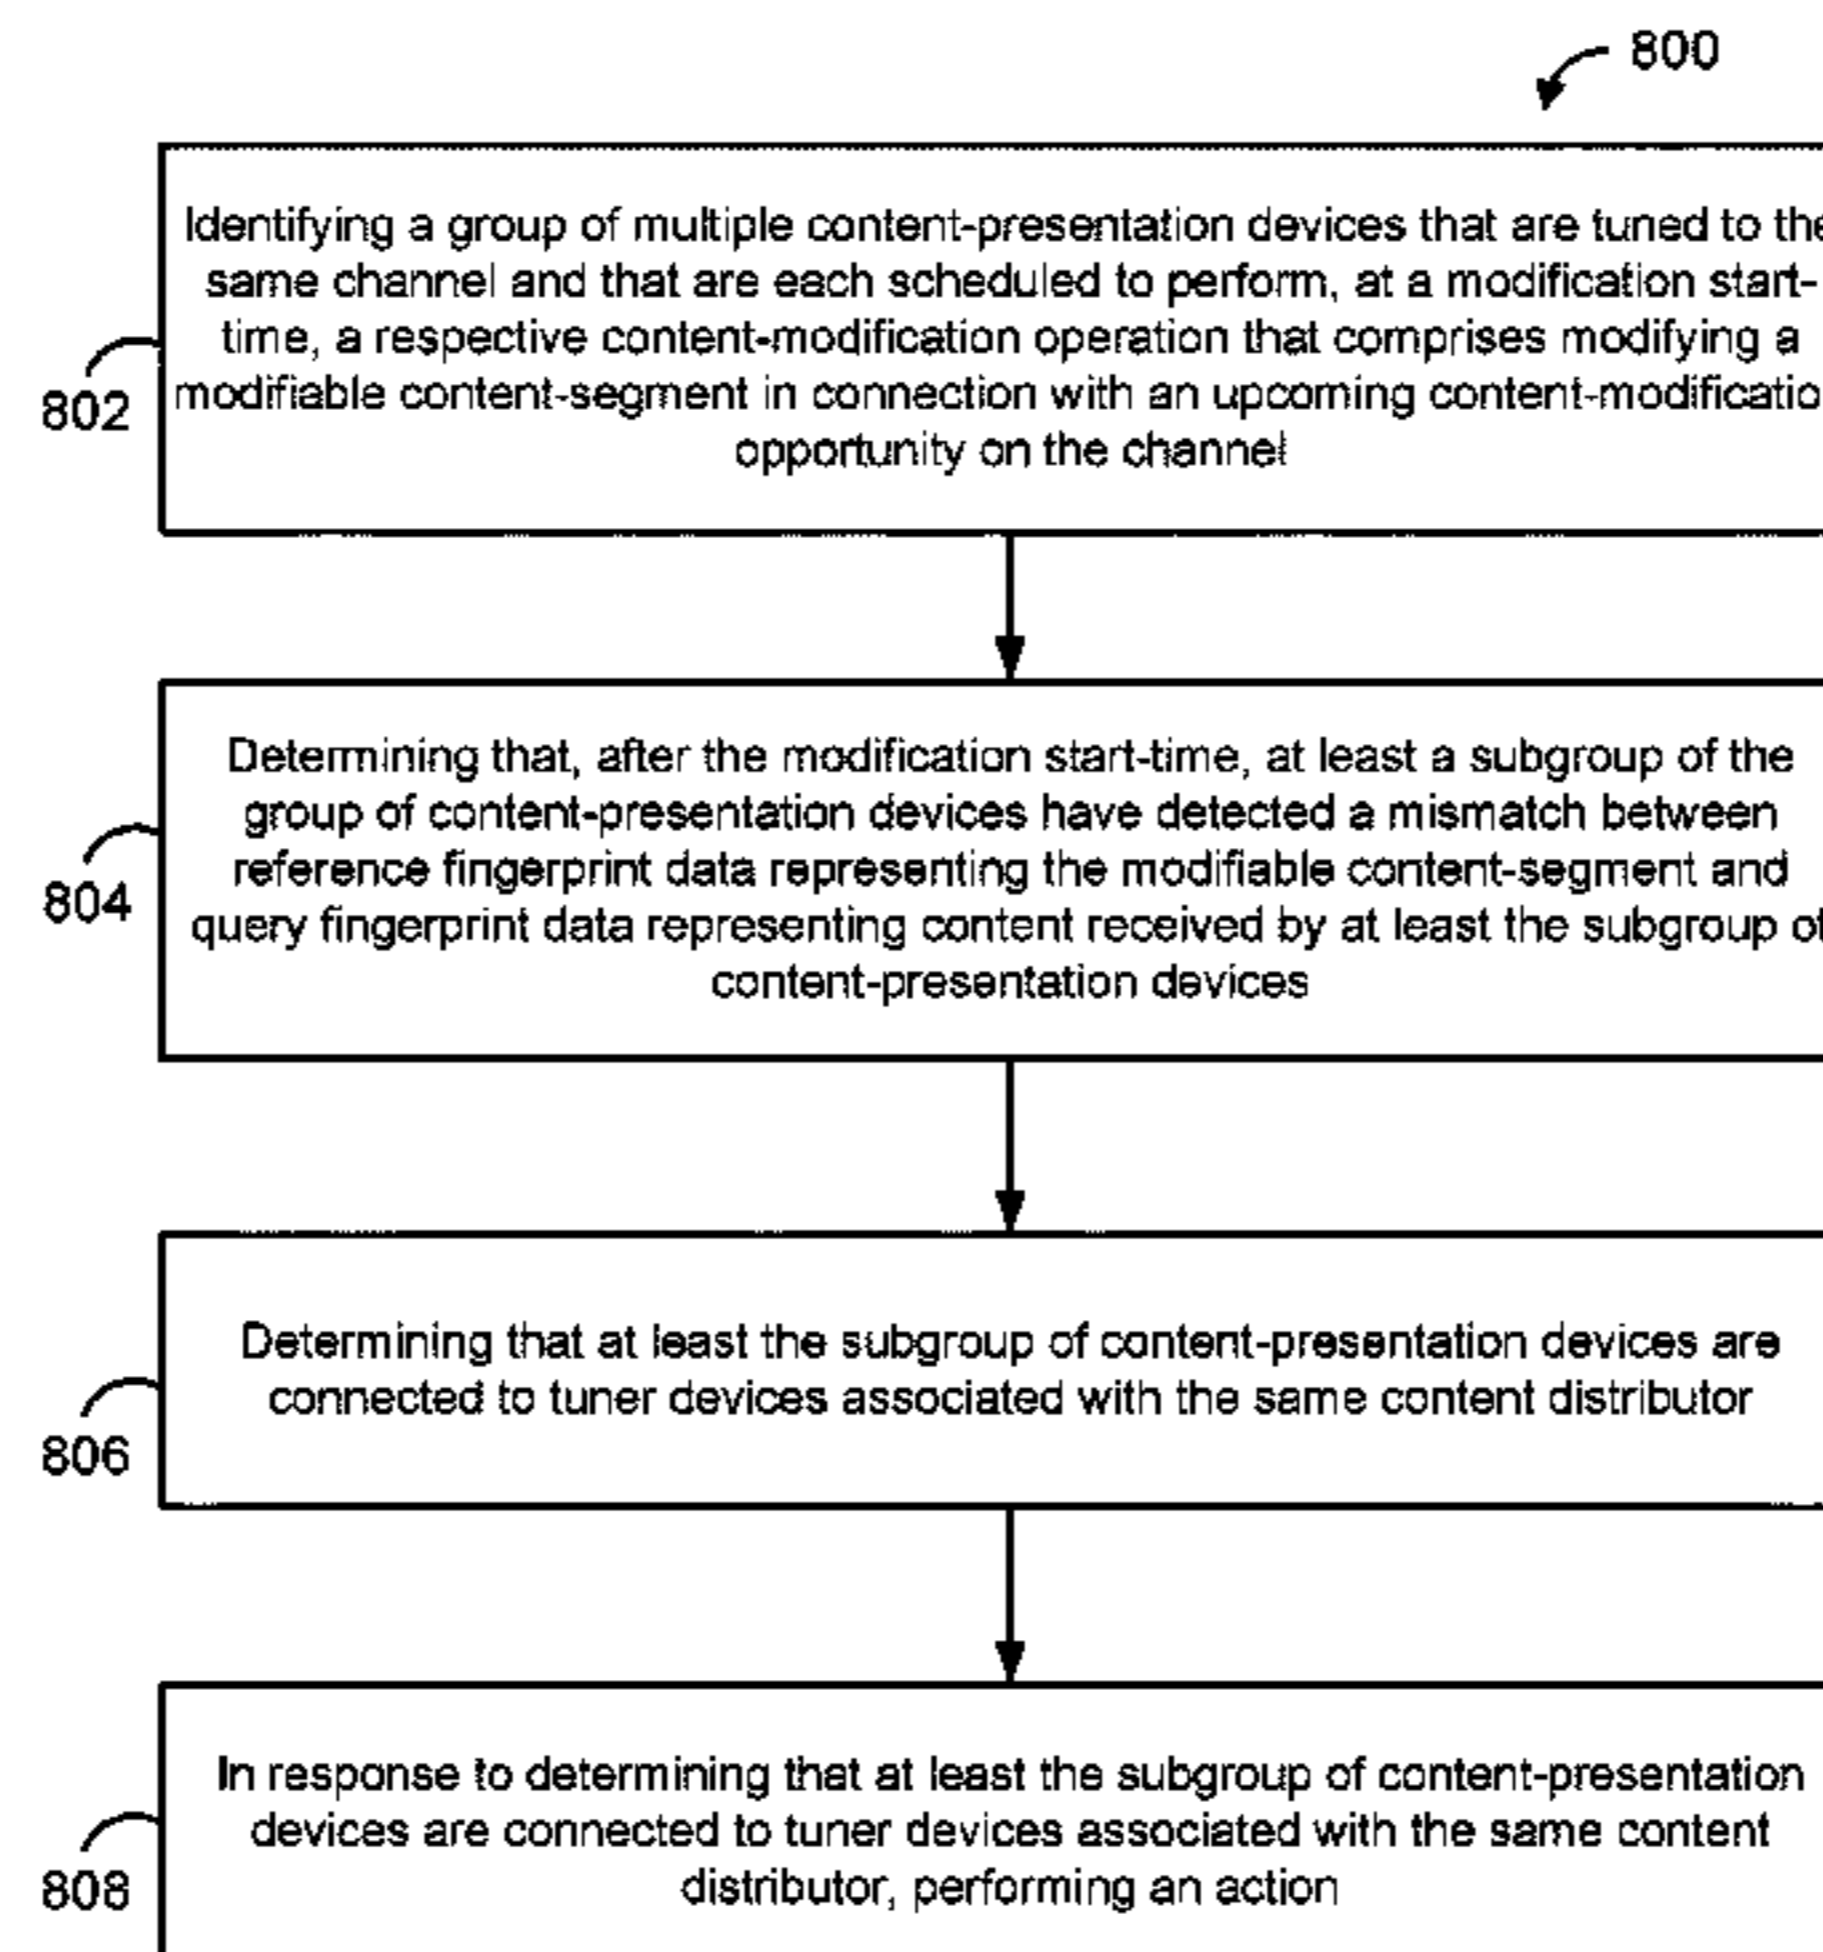 800
Identifying a group of multiple content-presentation devices that are tuned to the
same channel and that are each scheduled to perform, at a modification start-
time, a respective content-modification operation that comprises modifying a
802
modifiable content-segment in connection with an upcoming content-modificatio
opportunity on the channel
Determining that, after the modification start-time, at least a subgroup of the
group of content-presentation devices have detected a mismatch between
804
reference fingerprint data representing the modifiable content-segment and
query fingerprint data representing content received by at least the subgroup of
content-presentation devices
Determining that at least the subgroup of content-presentation devices are
connected to tuner devices associated with the same content distributor
806
In response to determining that at least the subgroup of content-presentation
devices are connected to tuner devices associated with the same content
distributor, performing an action
808